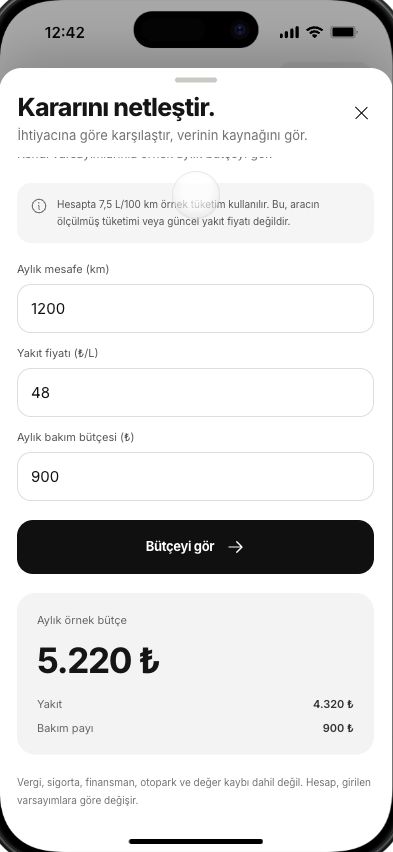 12:42
Kararını netleştir.
İhtiyacına göre karşılaştır, verinin kaynağını gör.
Hesapta 7,5 L/100 km örnek tüketim kullanılır. Bu, aracın
ölçülmüş tüketimi veya güncel yakıt fiyatı değildir.
Aylık mesafe (km)
1200
Yakıt fiyatı (₺/L)
48
Aylık bakım bütçesi (₺)
900
Bütçeyi gör →
Aylık örnek bütçe
5.220 ₺
Yakıt 4.320 ₺
Bakım payı 900 ₺
Vergi, sigorta, finansman, otopark ve değer kaybı dahil değil. Hesap, girilen
varsayımlara göre değişir.